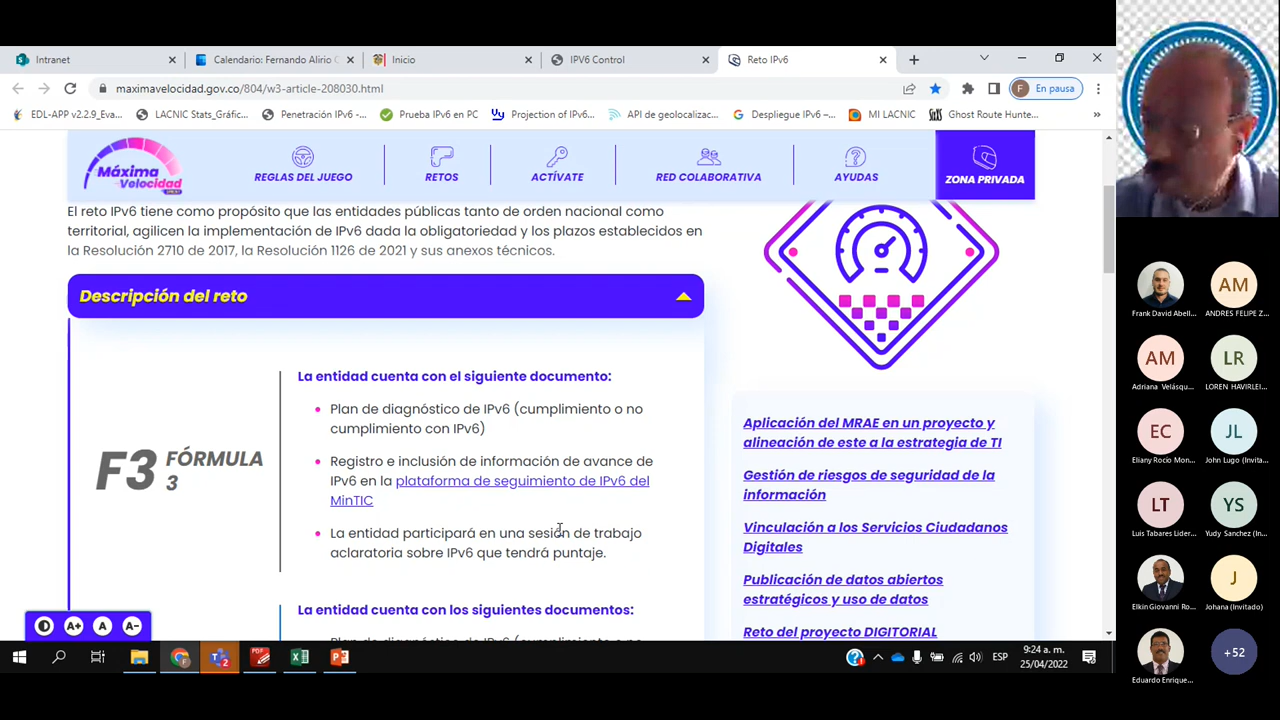 Intranet
Calendario: Fernando Alirio C
Inicio
IPV6 Control
Reto IPv6
maximavelocidad.gov.co/804/w3-article-208030.html
En pausa
EDL-APP v2.2.9_Eva...
LACNIC Stats_Gráfic...
Penetración IPv6 -...
Prueba IPv6 en PC
Projection of IPv6...
API de geolocalizac...
Despliegue IPv6 –...
MI LACNIC
Ghost Route Hunte...
Máxima
Velocidad
REGLAS DEL JUEGO
RETOS
ACTÍVATE
RED COLABORATIVA
AYUDAS
ZONA PRIVADA
El reto IPv6 tiene como propósito que las entidades públicas tanto de orden nacional como
territorial, agilicen la implementación de IPv6 dada la obligatoriedad y los plazos establecidos en
la Resolución 2710 de 2017, la Resolución 1126 de 2021 y sus anexos técnicos.
Descripción del reto
F3 FÓRMULA
3
La entidad cuenta con el siguiente documento:
Plan de diagnóstico de IPv6 (cumplimiento o no
cumplimiento con IPv6)
Registro e inclusión de información de avance de
IPv6 en la plataforma de seguimiento de IPv6 del
MinTIC
La entidad participará en una sesión de trabajo
aclaratoria sobre IPv6 que tendrá puntaje.
La entidad cuenta con los siguientes documentos:
Aplicación del MRAE en un proyecto y
alineación de este a la estrategia de TI
Gestión de riesgos de seguridad de la
información
Vinculación a los Servicios Ciudadanos
Digitales
Publicación de datos abiertos
estratégicos y uso de datos
Reto del proyecto DIGITORIAL
A+
A
A-
ESP
9:24 a. m.
25/04/2022
Frank David Abell...
AM
ANDRES FELIPE Z...
AM
Adriana Velásqu...
LR
LOREN HAVIRLEI...
EC
Eliany Rocío Mon...
JL
John Lugo (Invita...
LT
Luis Tabares Lider...
YS
Yudy Sanchez (In...
Elkin Giovanni Ro...
J
Johana (Invitado)
Eduardo Enrique...
+52